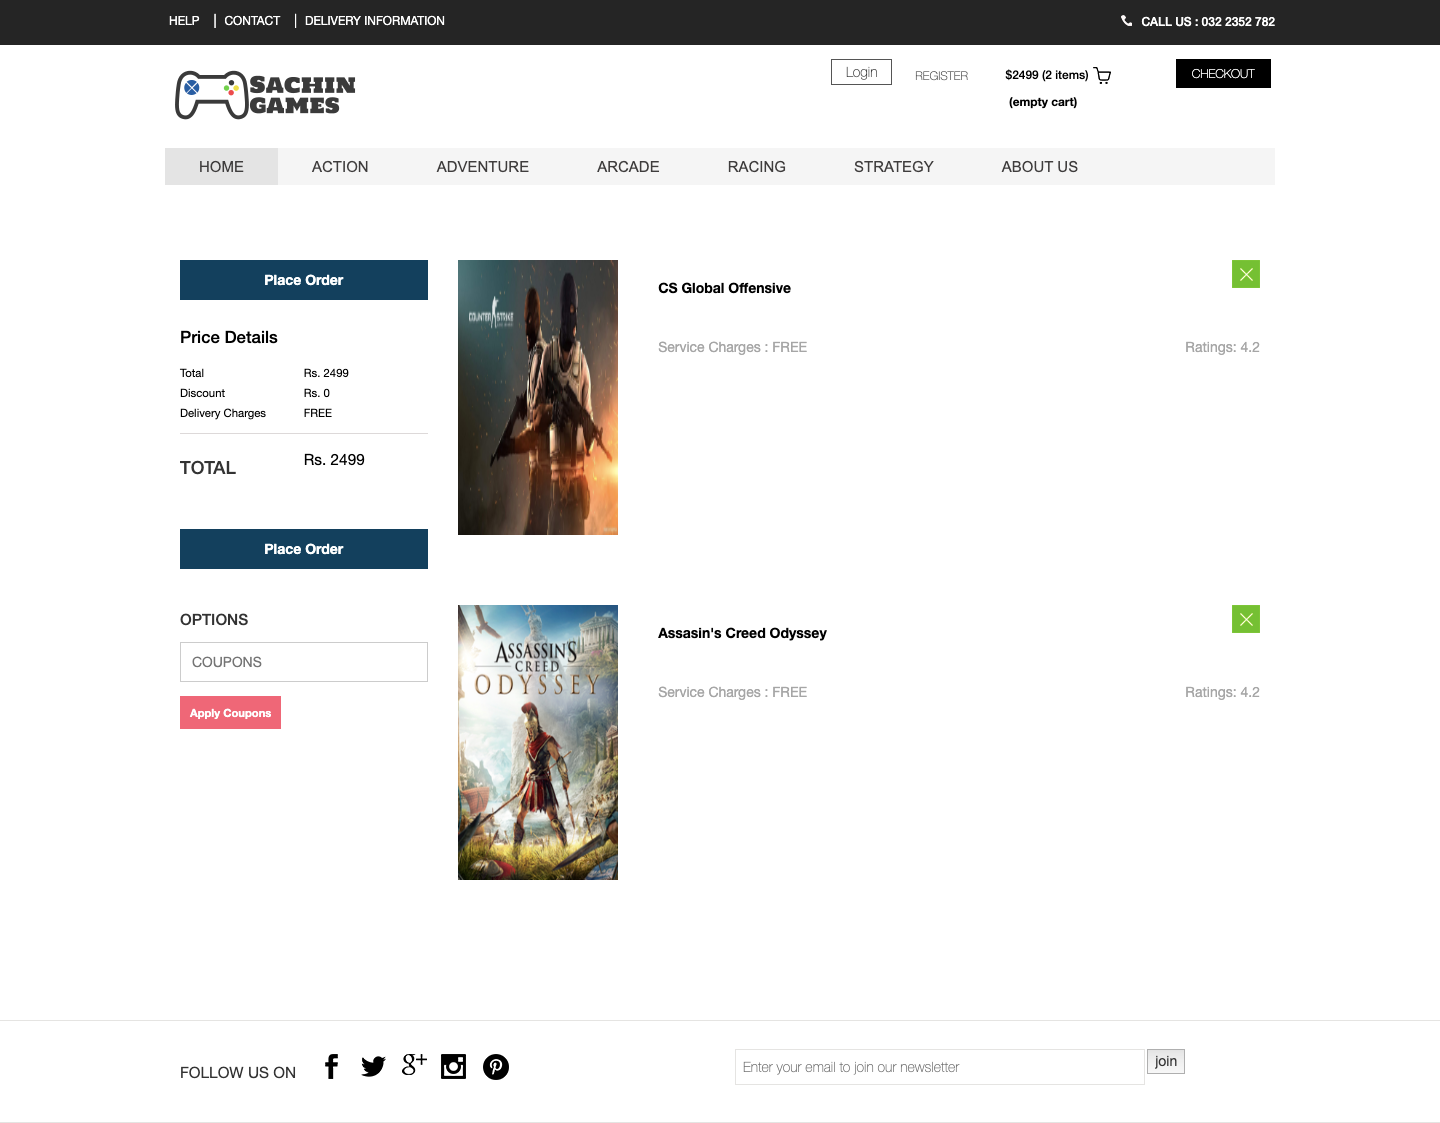 HELP | CONTACT | DELIVERY INFORMATION
CALL US : 032 2352 782
SACHIN
GAMES
Login
REGISTER
$2499 (2 items)
(empty cart)
CHECKOUT
HOME ACTION ADVENTURE ARCADE RACING STRATEGY ABOUT US
Place Order
Price Details
Total Rs. 2499
Discount Rs. 0
Delivery Charges FREE
TOTAL Rs. 2499
Place Order
OPTIONS
COUPONS
Apply Coupons
COUNTER STRIKE
CS Global Offensive
Service Charges : FREE Ratings: 4.2
ASSASSIN'S
CREED
ODYSSEY
Assasin's Creed Odyssey
Service Charges : FREE Ratings: 4.2
FOLLOW US ON
g+
Enter your email to join our newsletter
join